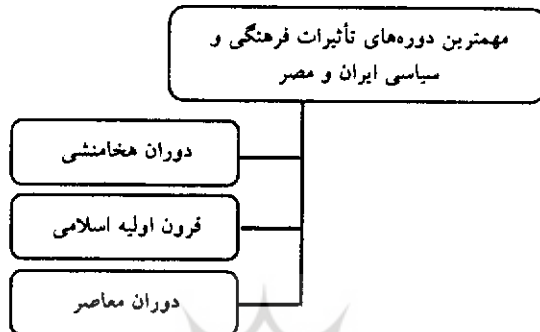 مهمترین دوره‌های تأثیرات فرهنگی و
سیاسی ایران و مصر
دوران هخامنشی
قرون اولیه اسلامی
دوران معاصر